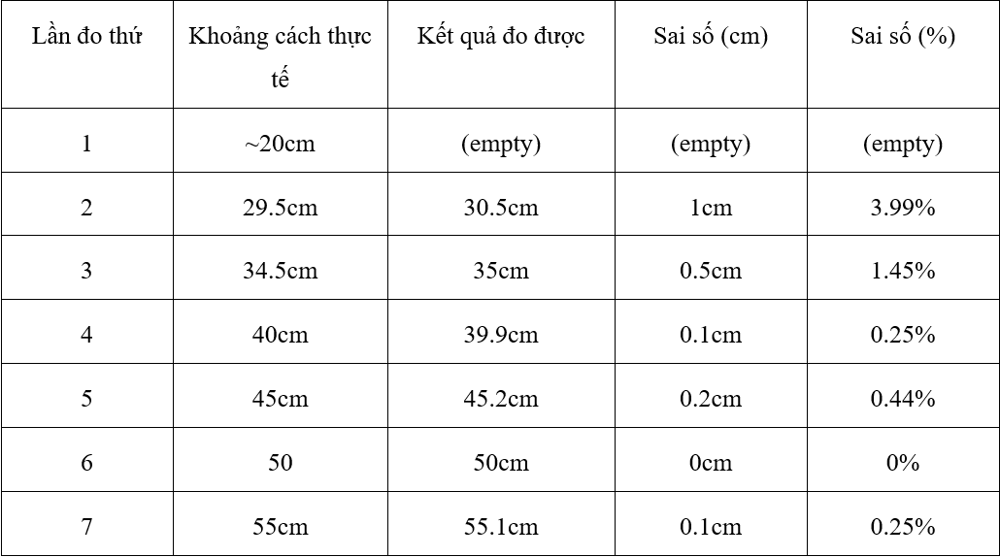 Lần đo thứ Khoảng cách thực Kết quả đo được Sai số (cm) Sai số (%)
tế
1 ~20cm (empty) (empty) (empty)
2 29.5cm 30.5cm 1cm 3.99%
3 34.5cm 35cm 0.5cm 1.45%
4 40cm 39.9cm 0.1cm 0.25%
5 45cm 45.2cm 0.2cm 0.44%
6 50 50cm 0cm 0%
7 55cm 55.1cm 0.1cm 0.25%